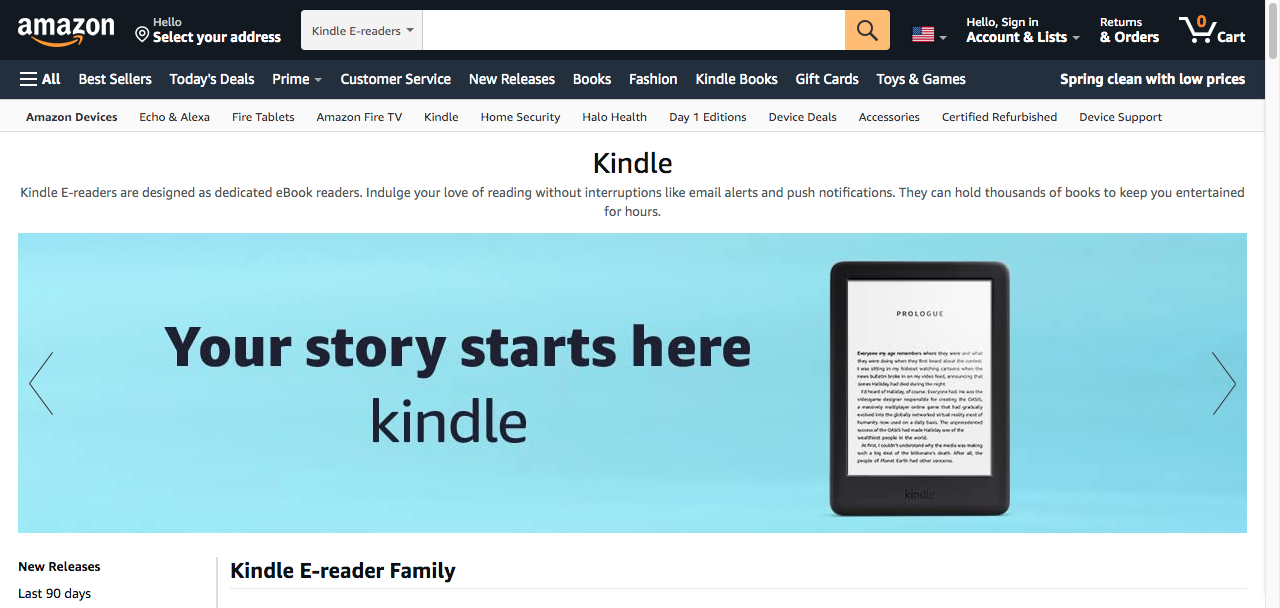 amazon
Hello
Select your address
Kindle E-readers
Hello, Sign in
Account & Lists
Returns
& Orders
0
Cart
All
Best Sellers
Today's Deals
Prime
Customer Service
New Releases
Books
Fashion
Kindle Books
Gift Cards
Toys & Games
Spring clean with low prices
Amazon Devices
Echo & Alexa
Fire Tablets
Amazon Fire TV
Kindle
Home Security
Halo Health
Day 1 Editions
Device Deals
Accessories
Certified Refurbished
Device Support
Kindle
Kindle E-readers are designed as dedicated eBook readers. Indulge your love of reading without interruptions like email alerts and push notifications. They can hold thousands of books to keep you entertained
for hours.
Your story starts here
kindle
PROLOGUE
Everyone my age remembers where they were and what
they were doing when they first heard about the contest.
I was sitting in my hideout watching cartoons when the
news bulletin broke in on my video feed, announcing that
James Halliday had died during the night.
I'd heard of Halliday, of course. Everyone had. He was the
videogame designer responsible for creating the OASIS,
a massively multiplayer online game that had gradually
evolved into the globally networked virtual reality most of
humanity now used on a daily basis. The unprecedented
success of the OASIS had made Halliday one of the
wealthiest people in the world.
At first, I couldn't understand why the media was making
such a big deal of the billionaire's death. After all, the
people of Planet Earth had other concerns.
kindle
New Releases
Last 90 days
Kindle E-reader Family